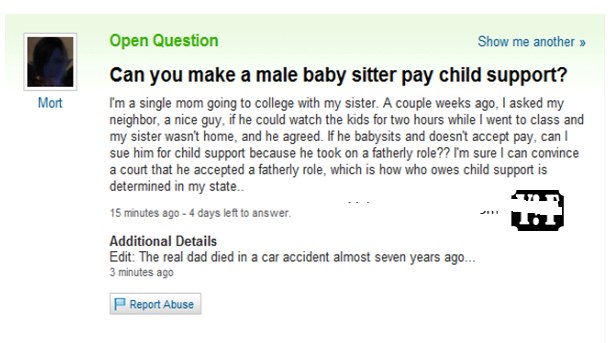 Open Question
Show me another »
Can you make a male baby sitter pay child support?
Mort
I'm a single mom going to college with my sister. A couple weeks ago, I asked my
neighbor, a nice guy, if he could watch the kids for two hours while I went to class and
my sister wasn't home, and he agreed. If he babysits and doesn't accept pay, can I
sue him for child support because he took on a fatherly role?? I'm sure I can convince
a court that he accepted a fatherly role, which is how who owes child support is
determined in my state..
15 minutes ago - 4 days left to answer.
Additional Details
Edit: The real dad died in a car accident almost seven years ago...
3 minutes ago
Report Abuse